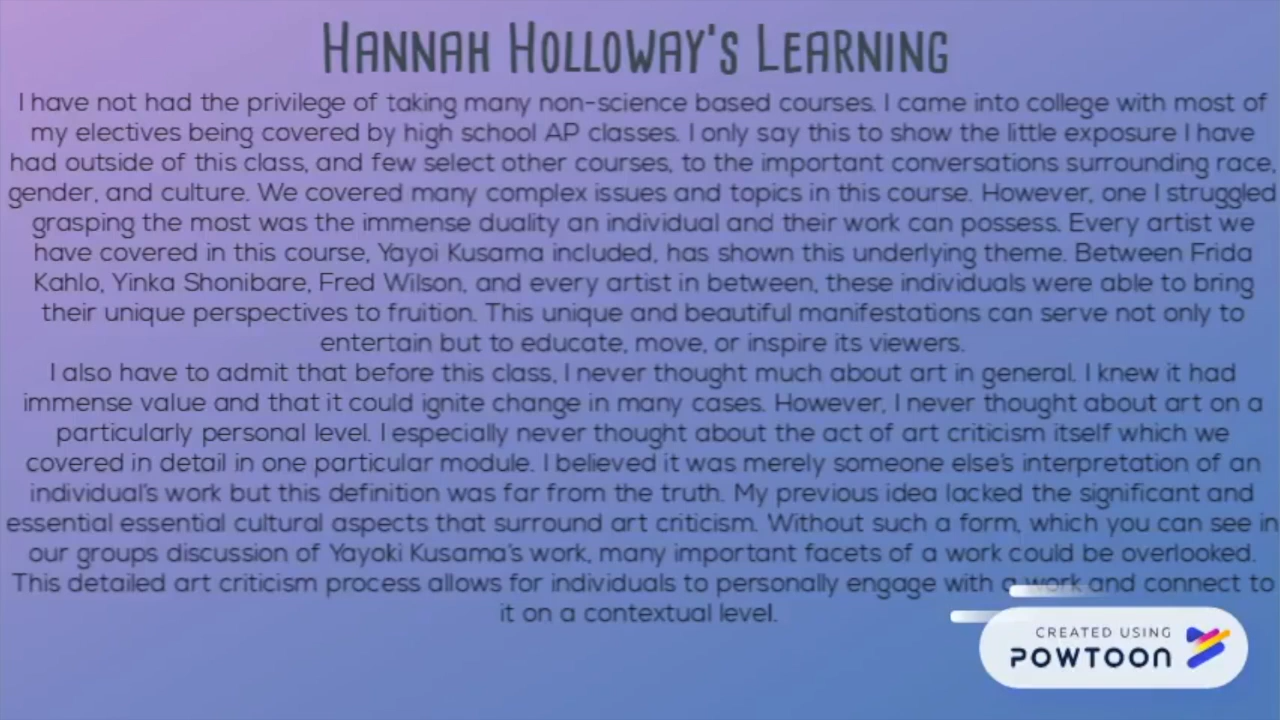 Hannah Holloway's Learning
I have not had the privilege of taking many non-science based courses. I came into college with most of
my electives being covered by high school AP classes. I only say this to show the little exposure I have
had outside of this class, and few select other courses, to the important conversations surrounding race,
gender, and culture. We covered many complex issues and topics in this course. However, one I struggled
grasping the most was the immense duality an individual and their work can possess. Every artist we
have covered in this course, Yayoi Kusama included, has shown this underlying theme. Between Frida
Kahlo, Yinka Shonibare, Fred Wilson, and every artist in between, these individuals were able to bring
their unique perspectives to fruition. This unique and beautiful manifestations can serve not only to
entertain but to educate, move, or inspire its viewers.
I also have to admit that before this class, I never thought much about art in general. I knew it had
immense value and that it could ignite change in many cases. However, I never thought about art on a
particularly personal level. I especially never thought about the act of art criticism itself which we
covered in detail in one particular module. I believed it was merely someone else's interpretation of an
individual's work but this definition was far from the truth. My previous idea lacked the significant and
essential essential cultural aspects that surround art criticism. Without such a form, which you can see in
our groups discussion of Yayoki Kusama's work, many important facets of a work could be overlooked.
This detailed art criticism process allows for individuals to personally engage with a work and connect to
it on a contextual level.
CREATED USING
POWTOON